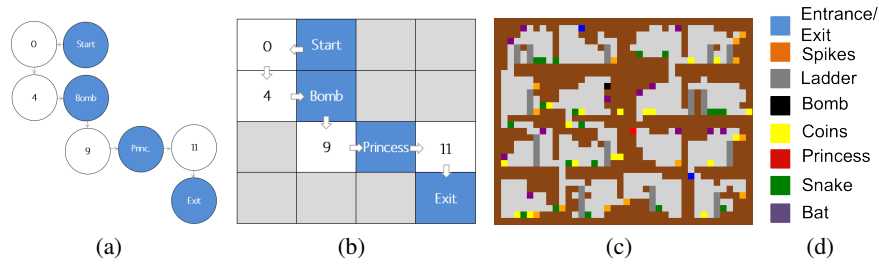 0
Start
4
Bomb
9
Princ.
11
Exit
(a)
0
Start
4
Bomb
9
Princess
11
Exit
(b)
(c)
Entrance/
Exit
Spikes
Ladder
Bomb
Coins
Princess
Snake
Bat
(d)